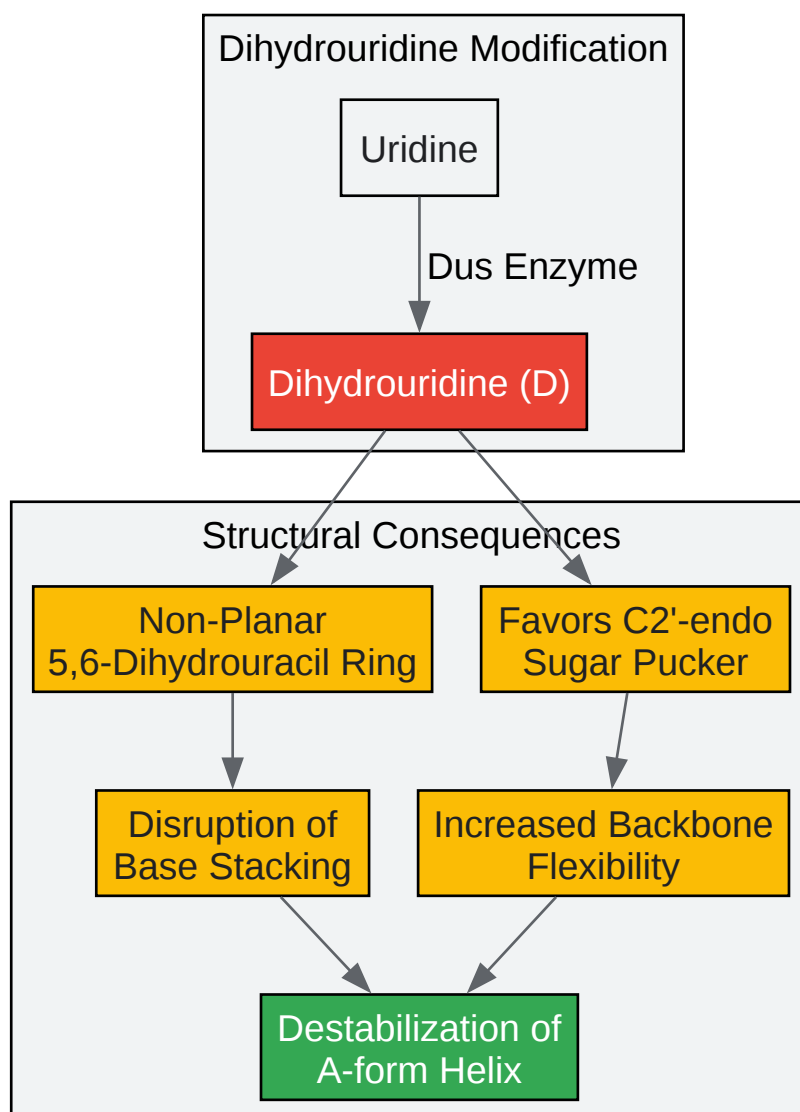 Dihydrouridine Modification
Uridine
Dus Enzyme
Dihydrouridine (D)
Structural Consequences
Non-Planar
5,6-Dihydrouracil Ring
Favors C2'-endo
Sugar Pucker
Disruption of
Base Stacking
Increased Backbone
Flexibility
Destabilization of
A-form Helix